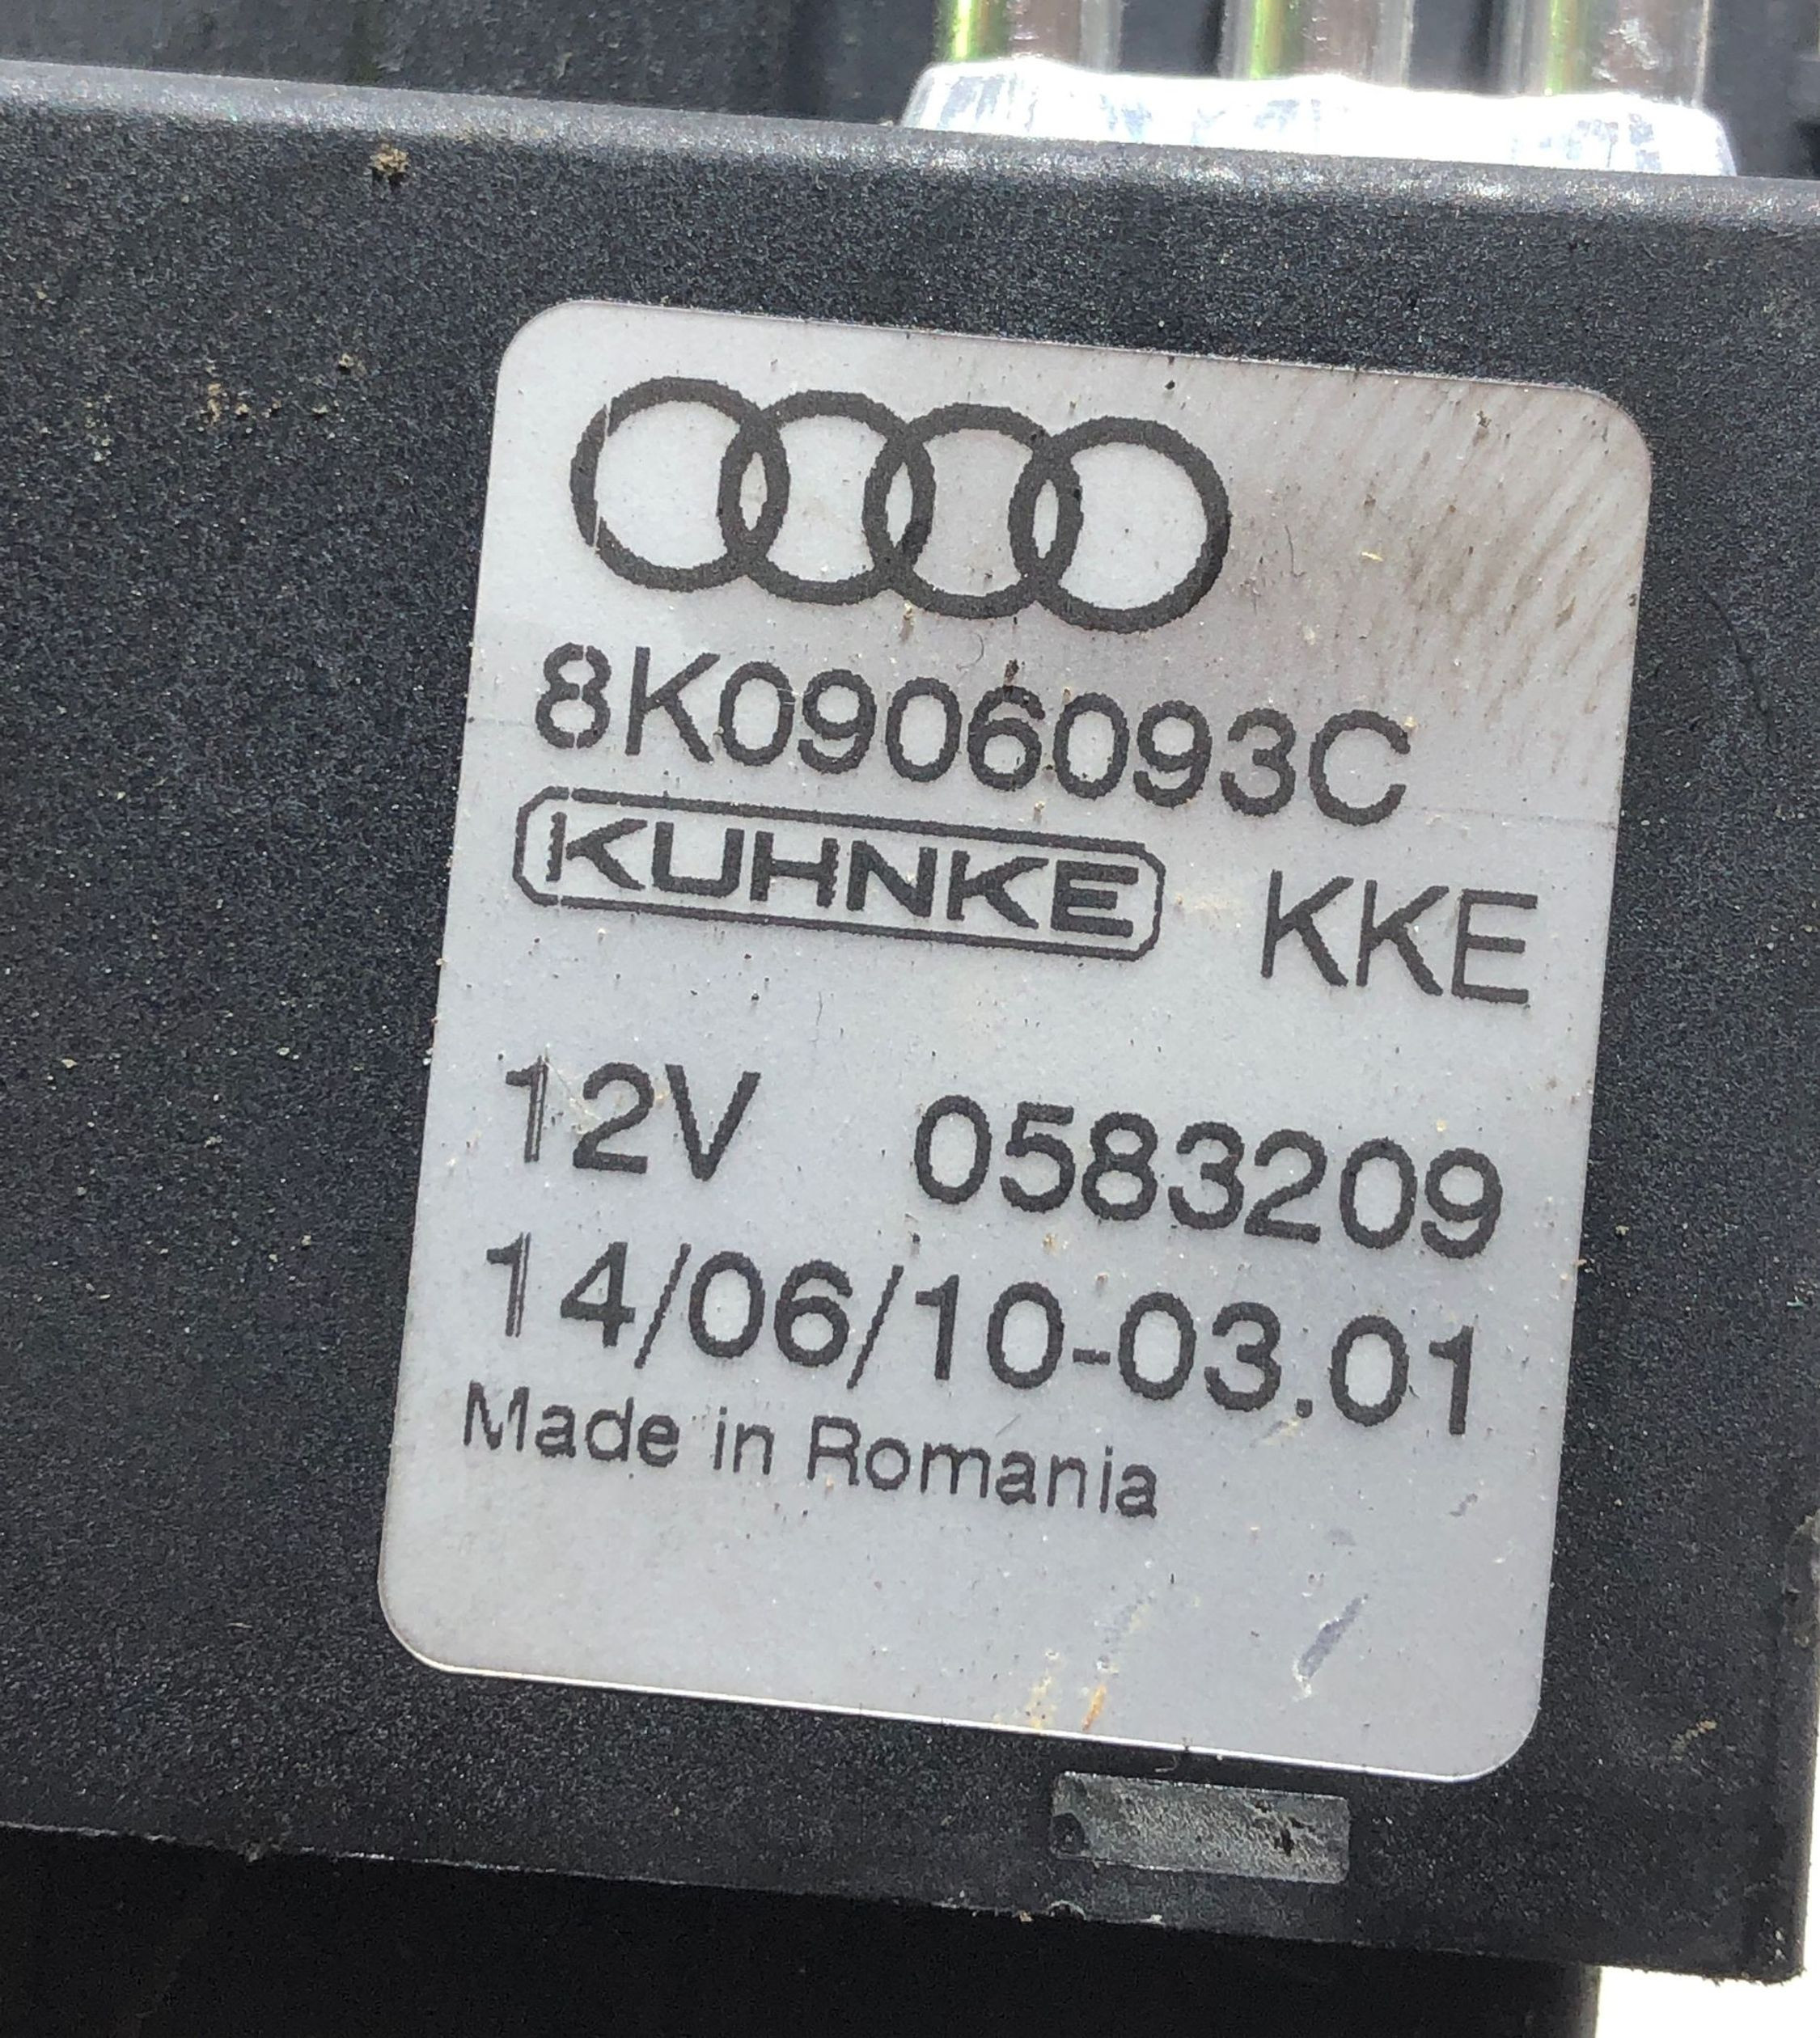 8K0906093C
KUHNKE KKE
12V 0583209
14/06/10-03.01
Made in Romania